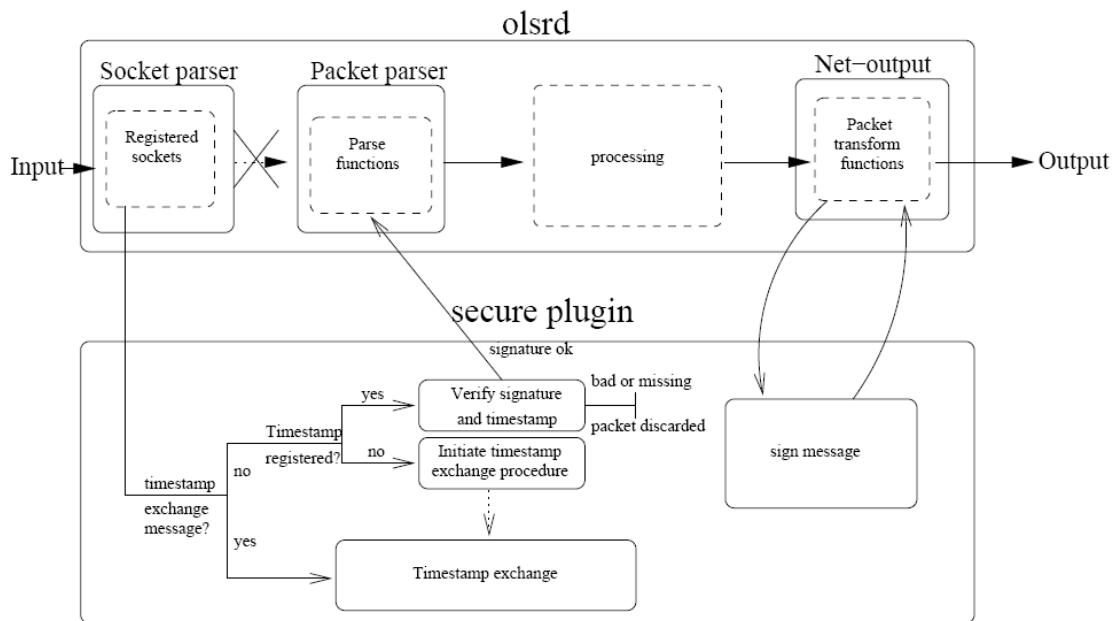 olsrd
Socket parser
Packet parser
Net-output
Input
Registered
sockets
Parse
functions
processing
Packet
transform
functions
Output
secure plugin
signature ok
yes
Verify signature
and timestamp
bad or missing
packet discarded
Timestamp
registered?
no
no
Initiate timestamp
exchange procedure
sign message
timestamp
exchange
message?
yes
Timestamp exchange